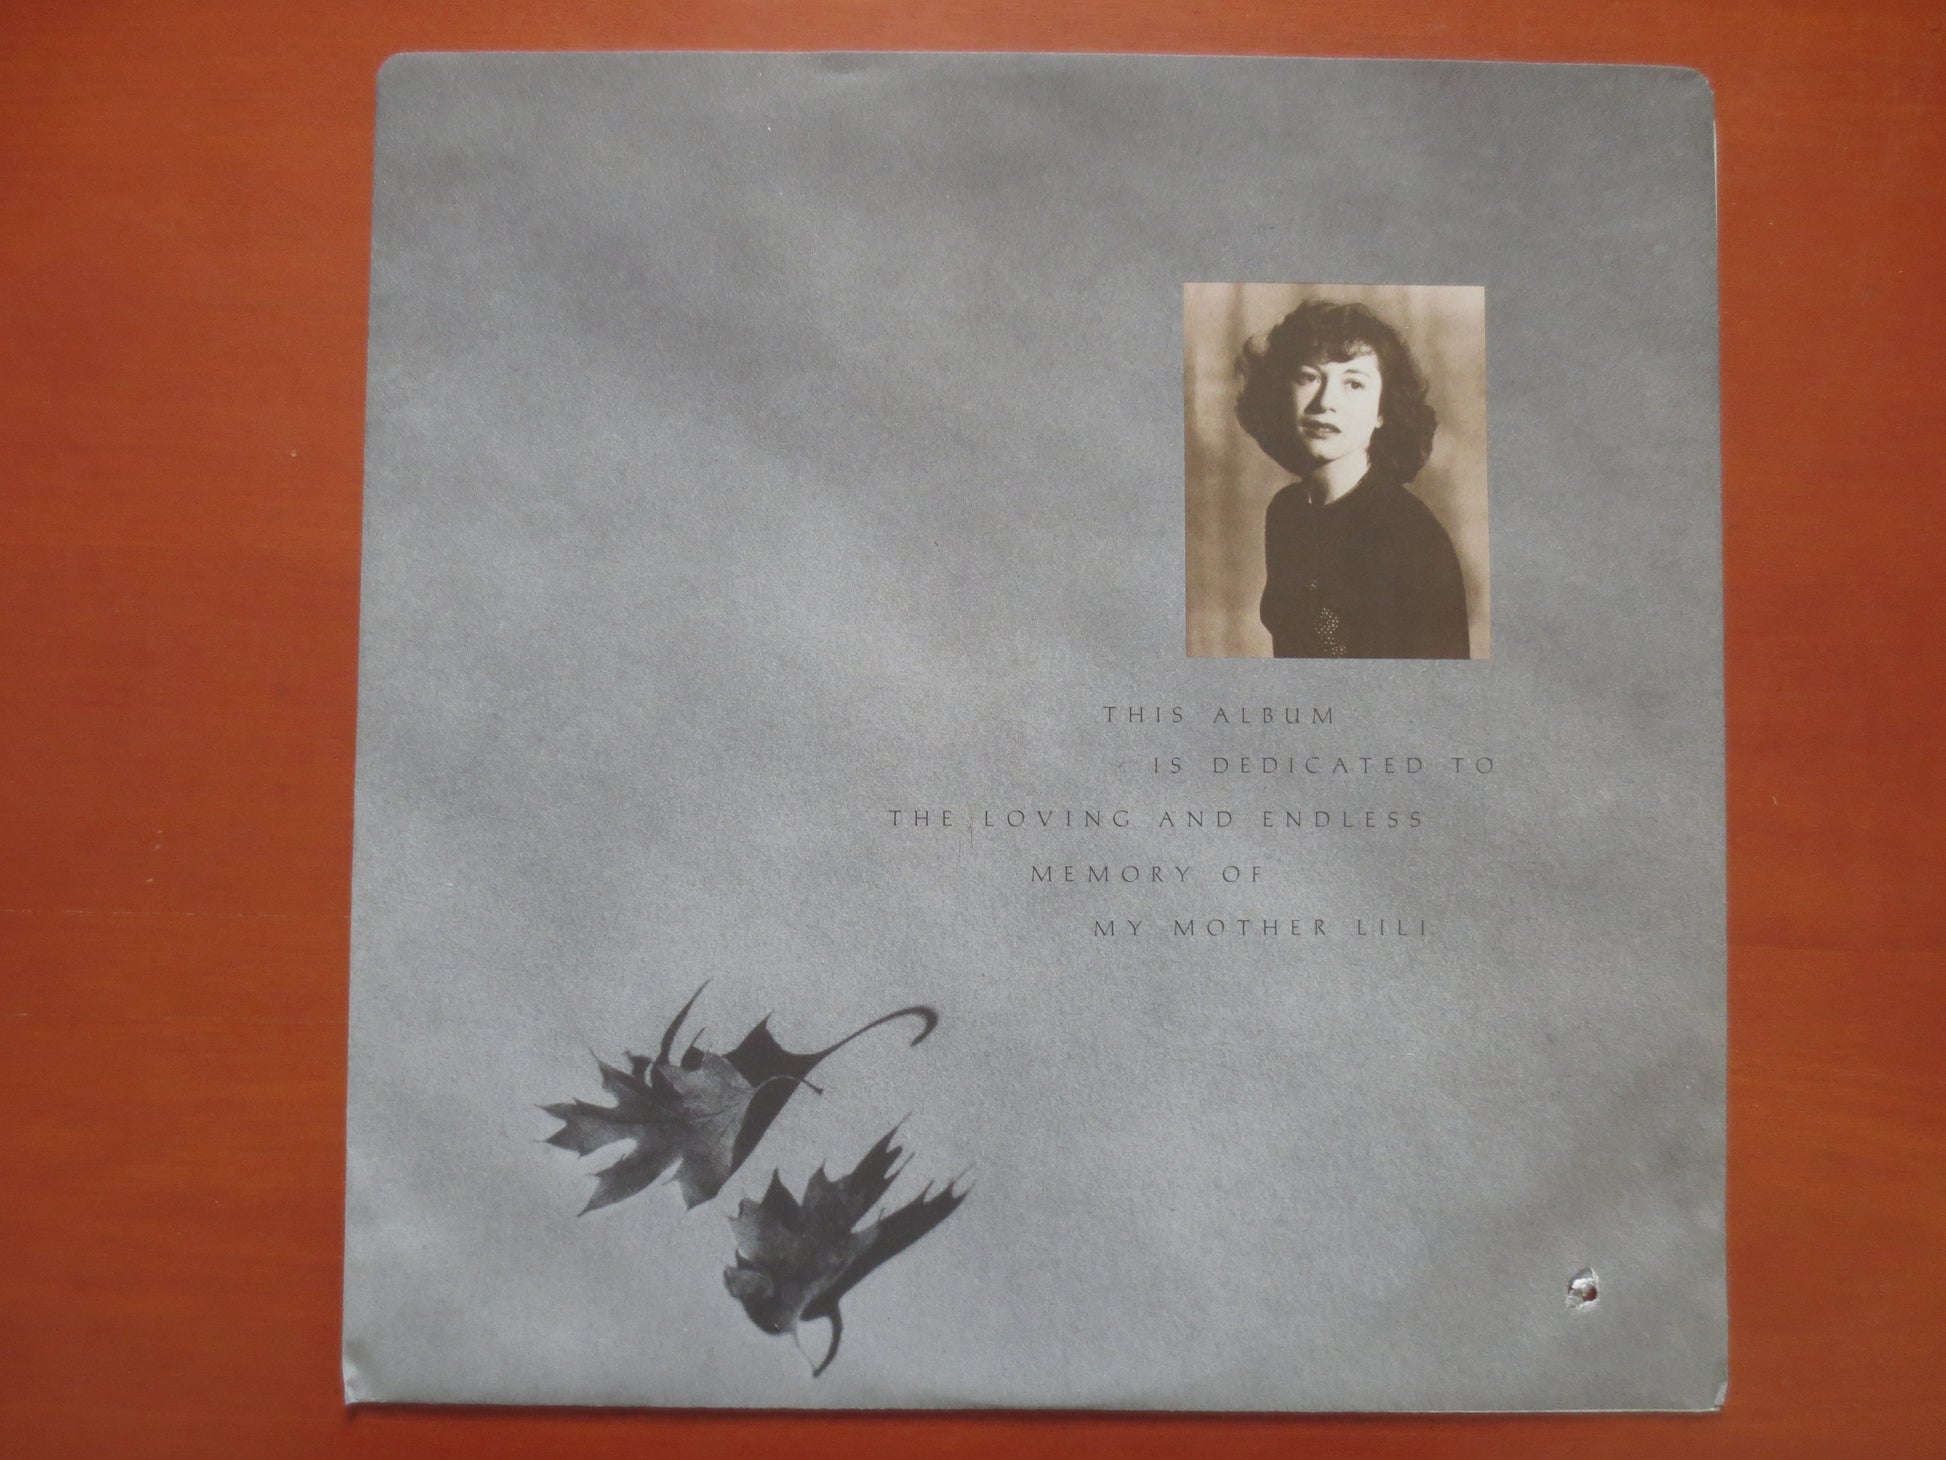 THIS ALBUM
IS DEDICATED TO
THE LOVING AND ENDLESS
MEMORY OF
MY MOTHER LILI.